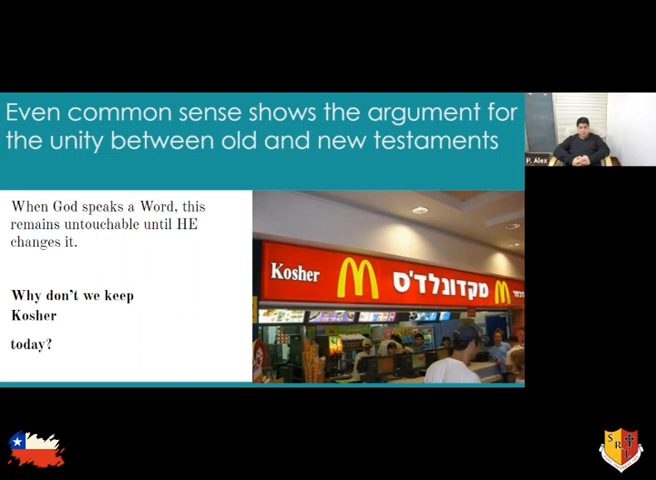 Even common sense shows the argument for
the unity between old and new testaments
P. Álex
When God speaks a Word, this
remains untouchable until HE
changes it.
Why don't we keep
Kosher
today?
Kosher
מקדונלד'ס
S
R
L